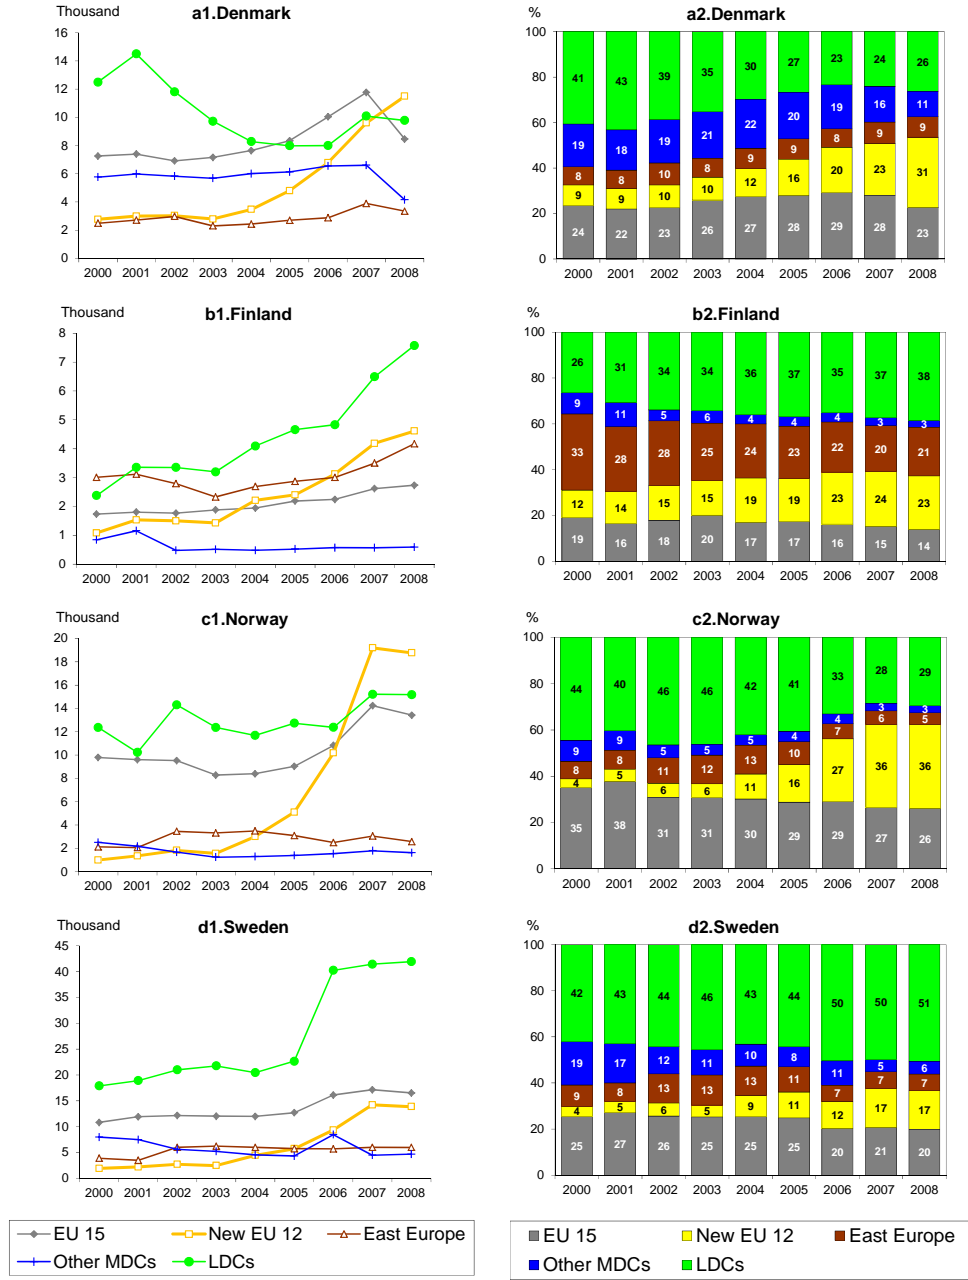 Thousand
a1.Denmark
16
14
12
10
8
6
4
2
0
2000 2001 2002 2003 2004 2005 2006 2007 2008
%
a2.Denmark
100
80
60
40
20
0
41 43 39 35 30 27 23 24 26
19 18 19 21 22 20 19 16 11
8 8 10 8 9 9 8 9 9
9 9 10 10 12 16 20 23 31
24 22 23 26 27 28 29 28 23
2000 2001 2002 2003 2004 2005 2006 2007 2008
Thousand
b1.Finland
8
7
6
5
4
3
2
1
0
2000 2001 2002 2003 2004 2005 2006 2007 2008
%
b2.Finland
100
80
60
40
20
0
26 31 34 34 36 37 35 37 38
9 11 5 6 4 4 4 3 3
33 28 28 25 24 23 22 20 21
12 14 15 15 19 19 23 24 23
19 16 18 20 17 17 16 15 14
2000 2001 2002 2003 2004 2005 2006 2007 2008
Thousand
c1.Norway
20
18
16
14
12
10
8
6
4
2
0
2000 2001 2002 2003 2004 2005 2006 2007 2008
%
c2.Norway
100
80
60
40
20
0
44 40 46 46 42 41 33 28 29
9 9 5 5 5 4 4 3 3
8 8 11 12 13 10 7 6 5
4 5 6 6 11 16 27 36 36
35 38 31 31 30 29 29 27 26
2000 2001 2002 2003 2004 2005 2006 2007 2008
Thousand
d1.Sweden
45
40
35
30
25
20
15
10
5
0
2000 2001 2002 2003 2004 2005 2006 2007 2008
%
d2.Sweden
100
80
60
40
20
0
42 43 44 46 43 44 50 50 51
19 17 12 11 10 8 11 5 6
9 8 13 13 13 11 7 7 7
4 5 6 5 9 11 12 17 17
25 27 26 25 25 25 20 21 20
2000 2001 2002 2003 2004 2005 2006 2007 2008
EU 15 New EU 12 East Europe
Other MDCs LDCs
EU 15 New EU 12 East Europe
Other MDCs LDCs